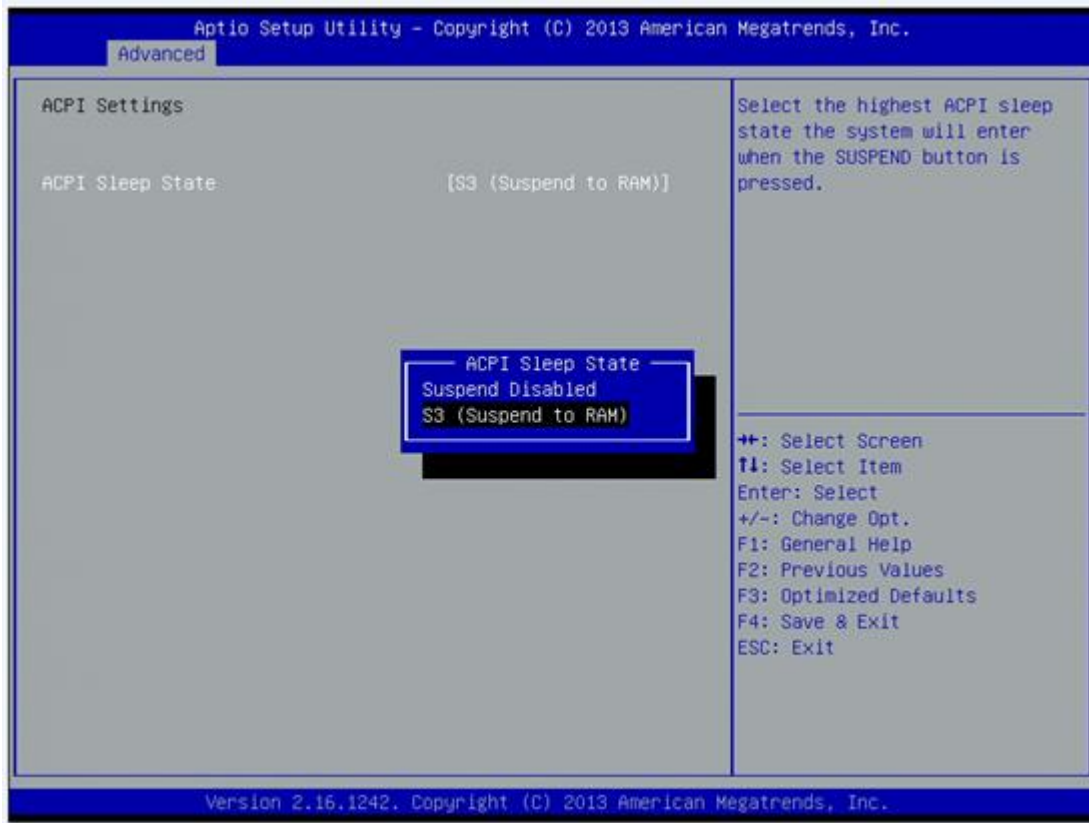 Aptio Setup Utility – Copyright (C) 2013 American Megatrends, Inc.
Advanced
ACPI Settings
ACPI Sleep State [S3 (Suspend to RAM)]
Select the highest ACPI sleep
state the system will enter
when the SUSPEND button is
pressed.
ACPI Sleep State
Suspend Disabled
S3 (Suspend to RAM)
→←: Select Screen
↑↓: Select Item
Enter: Select
+/-: Change Opt.
F1: General Help
F2: Previous Values
F3: Optimized Defaults
F4: Save & Exit
ESC: Exit
Version 2.16.1242. Copyright (C) 2013 American Megatrends, Inc.